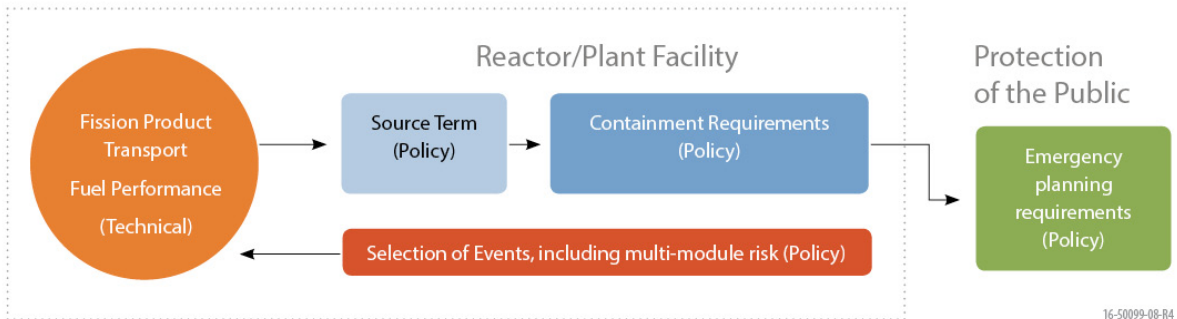 Reactor/Plant Facility
Protection
of the Public
Fission Product
Transport
Fuel Performance
(Technical)
Source Term
(Policy)
Containment Requirements
(Policy)
Emergency
planning
requirements
(Policy)
Selection of Events, including multi-module risk (Policy)
16-50099-08-R4